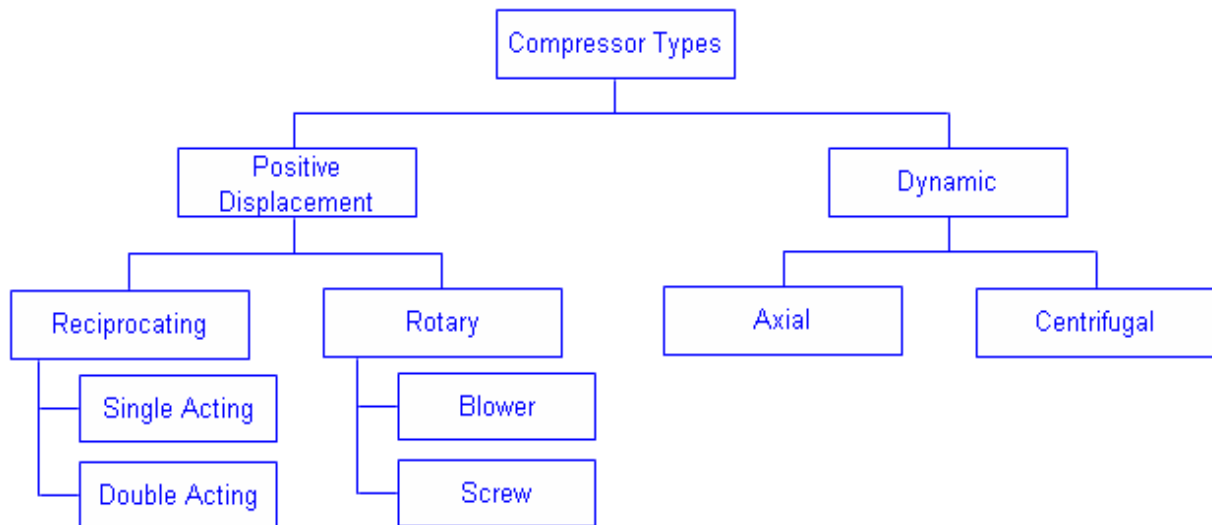 Compressor Types
Positive
Displacement
Dynamic
Reciprocating
Rotary
Axial
Centrifugal
Single Acting
Blower
Double Acting
Screw